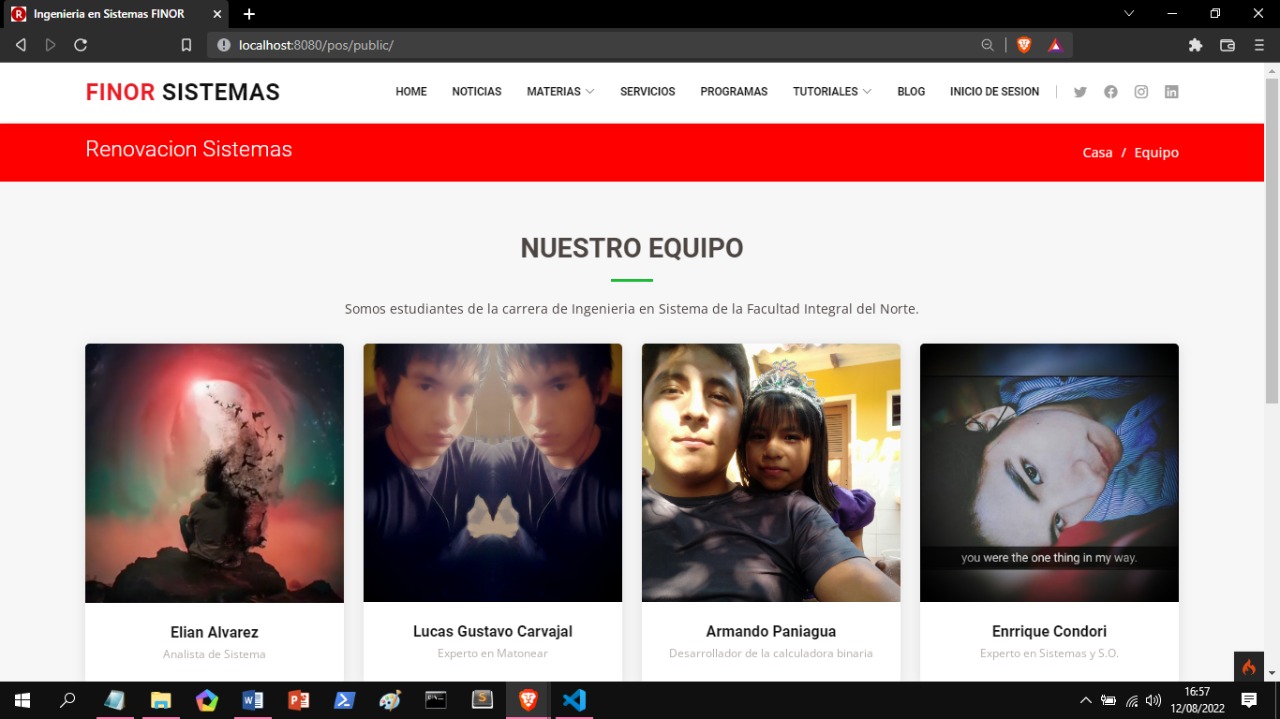 Ingenieria en Sistemas FINOR
localhost:8080/pos/public/
FINOR SISTEMAS
HOME NOTICIAS MATERIAS SERVICIOS PROGRAMAS TUTORIALES BLOG INICIO DE SESION
Renovacion Sistemas
Casa / Equipo
NUESTRO EQUIPO
Somos estudiantes de la carrera de Ingenieria en Sistema de la Facultad Integral del Norte.
you were the one thing in my way.
Elian Alvarez
Analista de Sistema
Lucas Gustavo Carvajal
Experto en Matonear
Armando Paniagua
Desarrollador de la calculadora binaria
Enrrique Condori
Experto en Sistemas y S.O.
16:57
12/08/2022